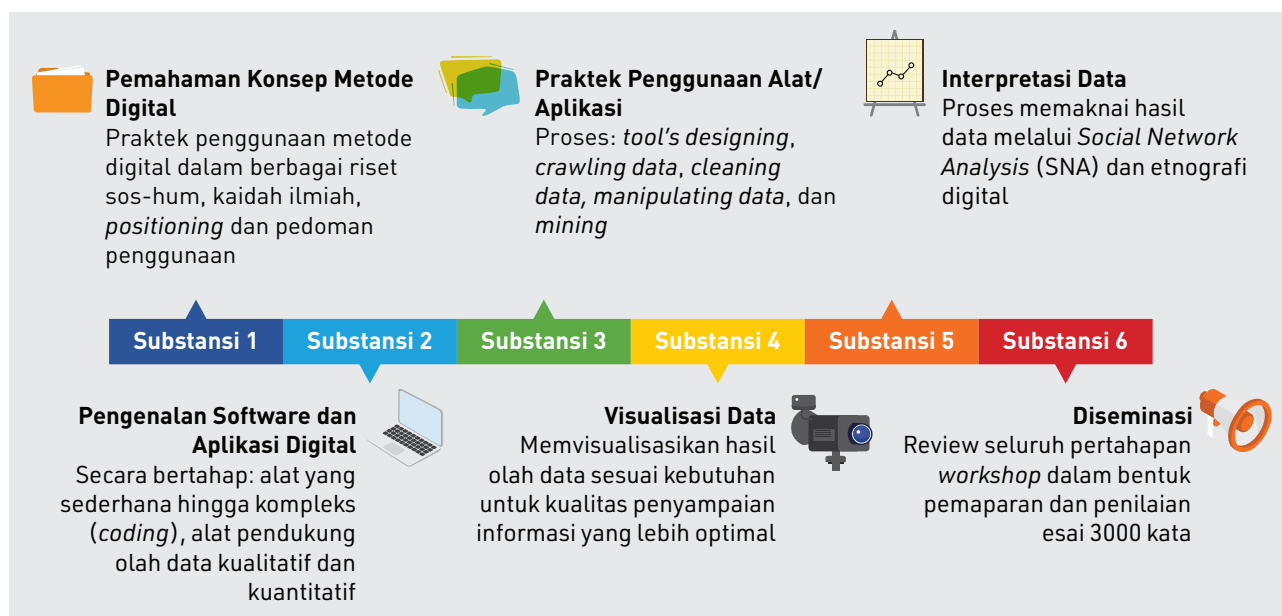 Pemahaman Konsep Metode
Digital
Praktek penggunaan metode
digital dalam berbagai riset
sos-hum, kaidah ilmiah,
positioning dan pedoman
penggunaan
Praktek Penggunaan Alat/
Aplikasi
Proses: tool's designing,
crawling data, cleaning
data, manipulating data, dan
mining
Interpretasi Data
Proses memaknai hasil
data melalui Social Network
Analysis (SNA) dan etnografi
digital
Substansi 1
Substansi 2
Substansi 3
Substansi 4
Substansi 5
Substansi 6
Pengenalan Software dan
Aplikasi Digital
Secara bertahap: alat yang
sederhana hingga kompleks
(coding), alat pendukung
olah data kualitatif dan
kuantitatif
Visualisasi Data
Memvisualisasikan hasil
olah data sesuai kebutuhan
untuk kualitas penyampaian
informasi yang lebih optimal
Diseminasi
Review seluruh pertahapan
workshop dalam bentuk
pemaparan dan penilaian
esai 3000 kata